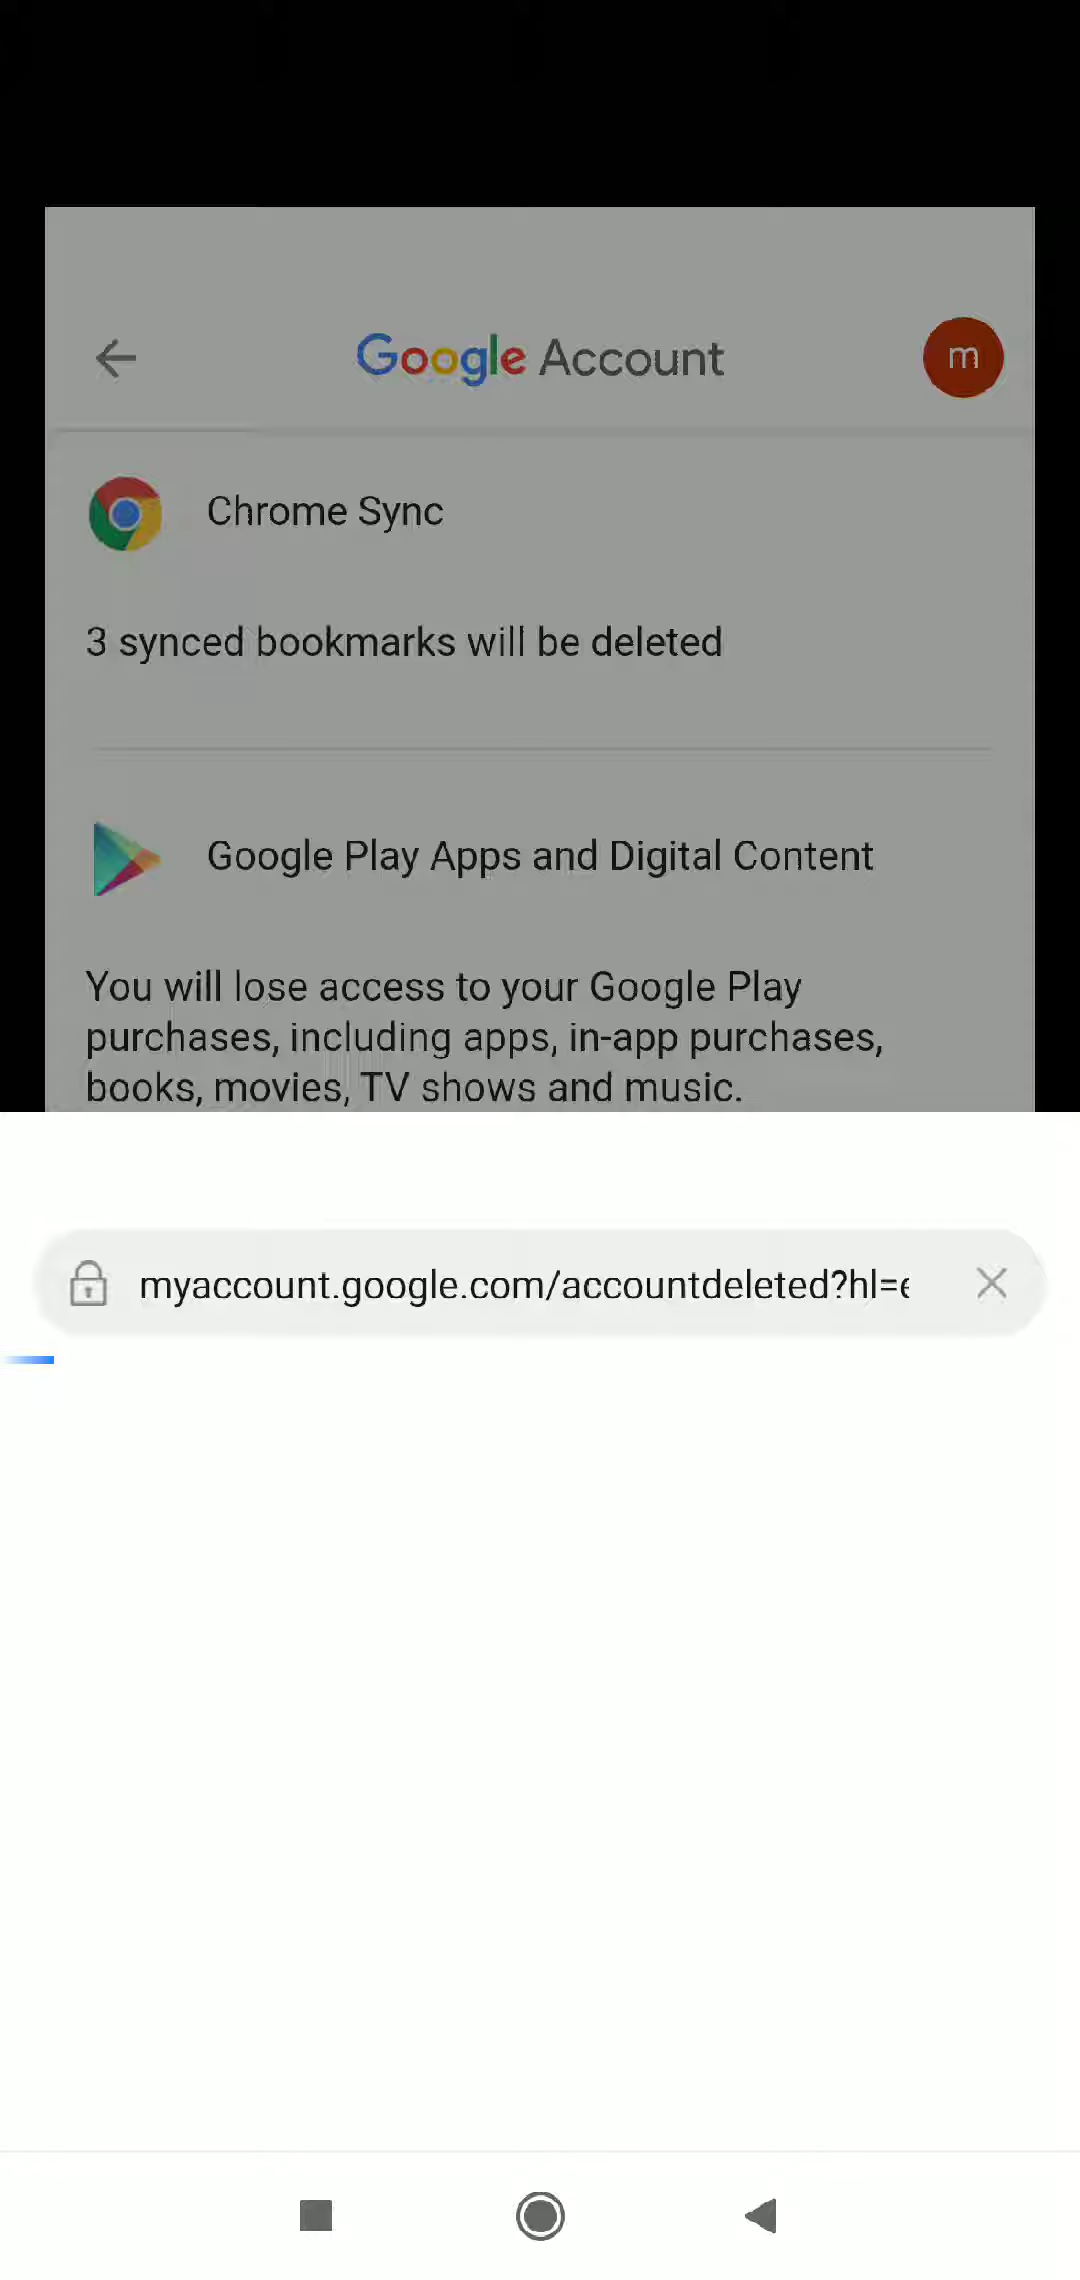 Google Account
m
Chrome Sync
3 synced bookmarks will be deleted
Google Play Apps and Digital Content
You will lose access to your Google Play
purchases, including apps, in-app purchases,
books, movies, TV shows and music.
myaccount.google.com/accountdeleted?hl=